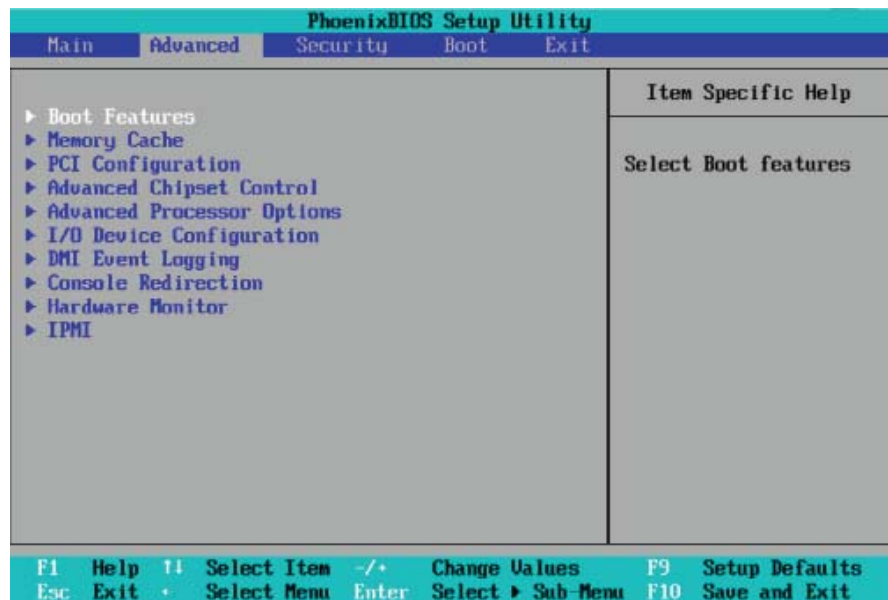 PhoenixBIOS Setup Utility
Main Advanced Security Boot Exit
Item Specific Help
▶ Boot Features
▶ Memory Cache
▶ PCI Configuration
Select Boot features
▶ Advanced Chipset Control
▶ Advanced Processor Options
▶ I/O Device Configuration
▶ DMI Event Logging
▶ Console Redirection
▶ Hardware Monitor
▶ IPMI
F1 Help ↑↓ Select Item -/+ Change Values F9 Setup Defaults
Esc Exit ← Select Menu Enter Select ▶ Sub-Menu F10 Save and Exit